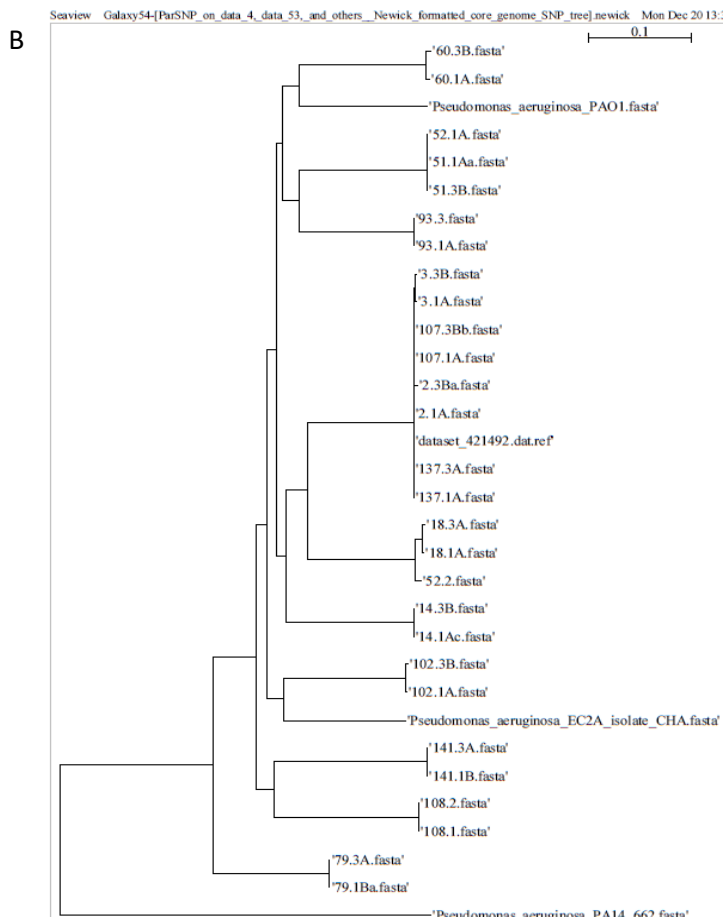 Seaview Galaxy54-[ParSNP_on_data_4,_data_53,_and_others__Newick_formatted_core_genome_SNP_tree].newick Mon Dec 20 13:
B
0.1
'60.3B.fasta'
'60.1A.fasta'
'Pseudomonas_aeruginosa_PAO1.fasta'
'52.1A.fasta'
'51.1Aa.fasta'
'51.3B.fasta'
'93.3.fasta'
'93.1A.fasta'
'3.3B.fasta'
'3.1A.fasta'
'107.3Bb.fasta'
'107.1A.fasta'
'2.3Ba.fasta'
'2.1A.fasta'
'dataset_421492.dat.ref'
'137.3A.fasta'
'137.1A.fasta'
'18.3A.fasta'
'18.1A.fasta'
'52.2.fasta'
'14.3B.fasta'
'14.1Ac.fasta'
'102.3B.fasta'
'102.1A.fasta'
'Pseudomonas_aeruginosa_EC2A_isolate_CHA.fasta'
'141.3A.fasta'
'141.1B.fasta'
'108.2.fasta'
'108.1.fasta'
'79.3A.fasta'
'79.1Ba.fasta'
'Pseudomonas_aeruginosa_PA14_662.fasta'